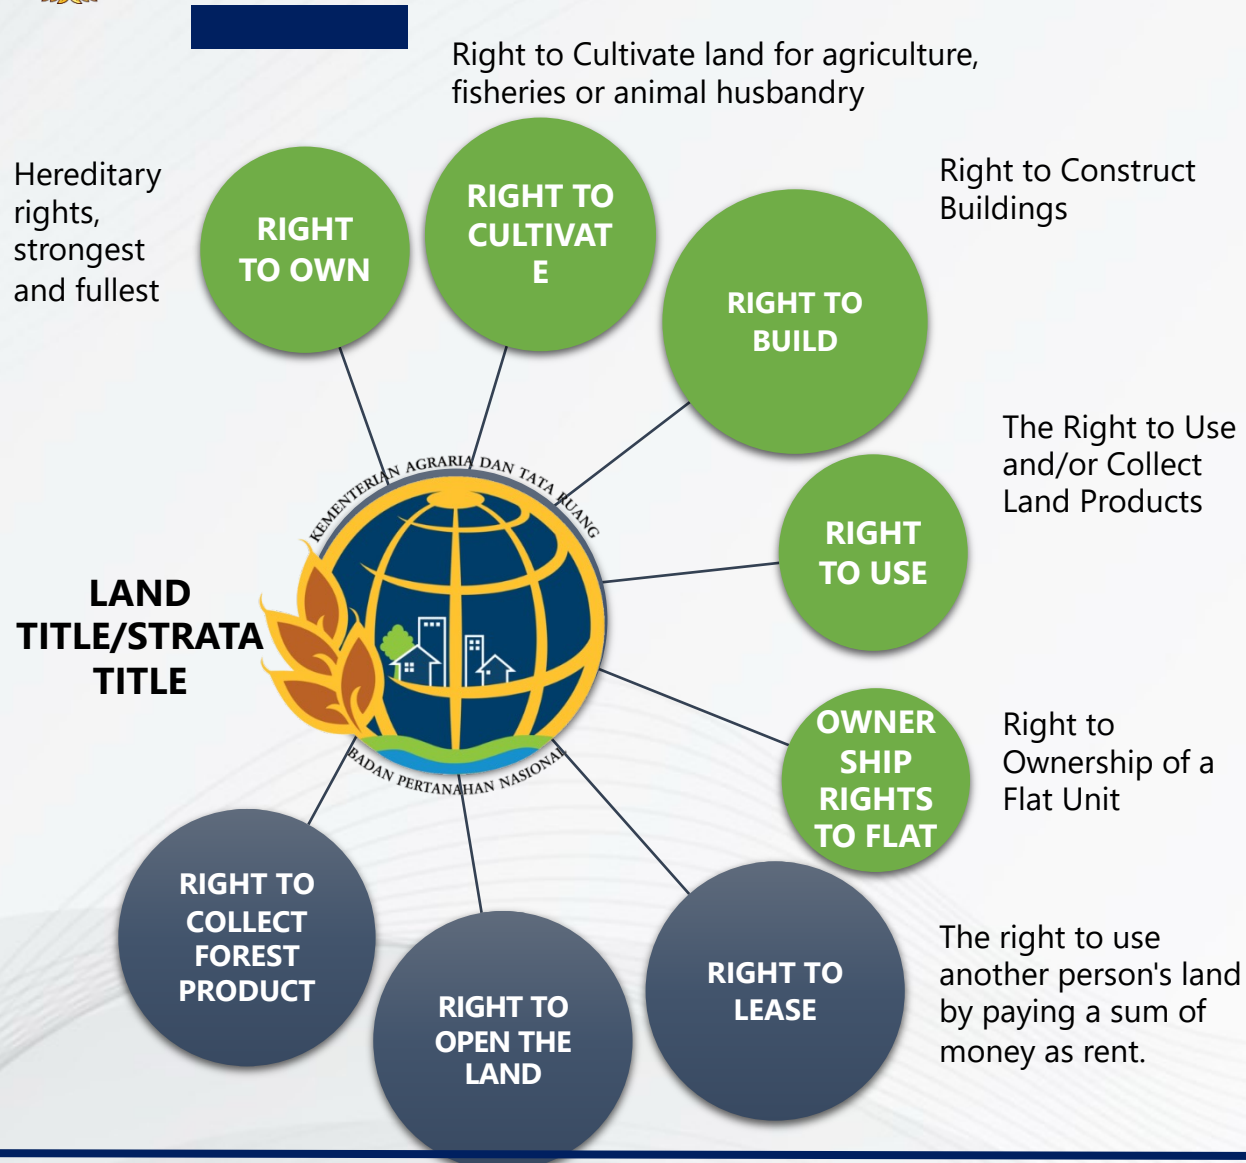 Right to Cultivate land for agriculture,
fisheries or animal husbandry
Hereditary
rights,
strongest
and fullest
RIGHT
TO OWN
RIGHT TO
CULTIVAT
E
Right to Construct
Buildings
RIGHT TO
BUILD
The Right to Use
and/or Collect
Land Products
RIGHT
TO USE
KEMENTERIAN AGRARIA DAN TATA RUANG
BADAN PERTANAHAN NASIONAL
LAND
TITLE/STRATA
TITLE
OWNER
SHIP
RIGHTS
TO FLAT
Right to
Ownership of a
Flat Unit
RIGHT TO
COLLECT
FOREST
PRODUCT
RIGHT TO
OPEN THE
LAND
RIGHT TO
LEASE
The right to use
another person's land
by paying a sum of
money as rent.